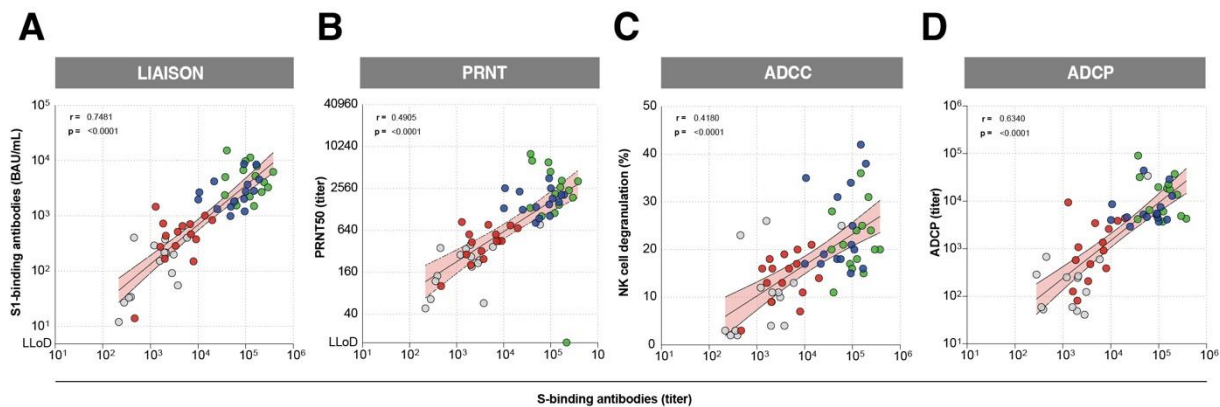 A
LIAISON
r = 0.7481
p = <0.0001
S1-binding antibodies (BAU/mL)
10⁵
10⁴
10³
10²
10¹
LLoD
10¹ 10² 10³ 10⁴ 10⁵ 10⁶
B
PRNT
r = 0.4905
p = <0.0001
PRNT50 (titer)
40960
10240
2560
640
160
40
LLoD
10¹ 10² 10³ 10⁴ 10⁵ 10
C
ADCC
r = 0.4180
p = <0.0001
NK cell degranulation (%)
50
40
30
20
10
0
10¹ 10² 10³ 10⁴ 10⁵ 10⁶
D
ADCP
r = 0.6340
p = <0.0001
ADCP (titer)
10⁶
10⁵
10⁴
10³
10²
10¹
10¹ 10² 10³ 10⁴ 10⁵ 10⁶
S-binding antibodies (titer)